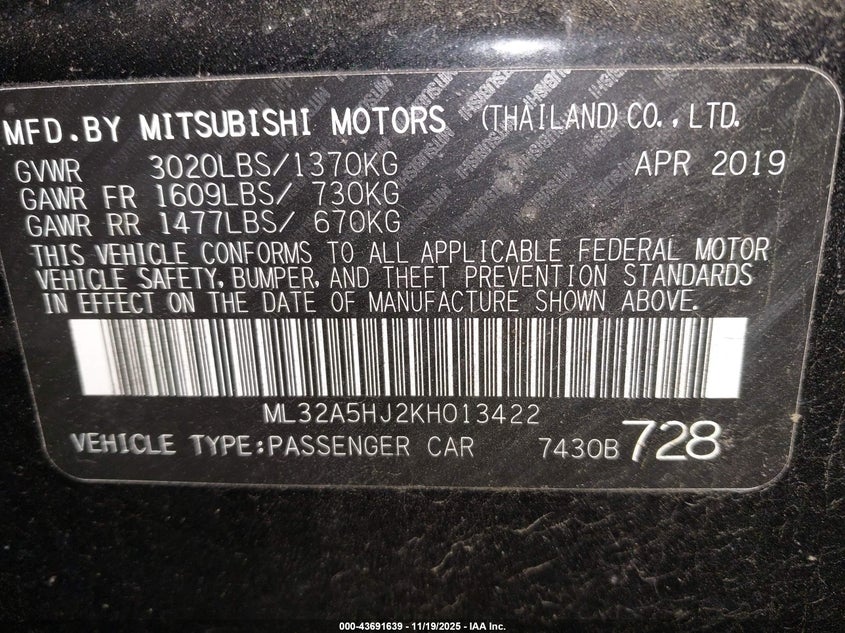 MFD.BY MITSUBISHI MOTORS (THAILAND)CO.,LTD.
GVWR 3020LBS/1370KG APR 2019
GAWR FR 1609LBS/ 730KG
GAWR RR 1477LBS/ 670KG
THIS VEHICLE CONFORMS TO ALL APPLICABLE FEDERAL MOTOR
VEHICLE SAFETY, BUMPER, AND THEFT PREVENTION STANDARDS
IN EFFECT ON THE DATE OF MANUFACTURE SHOWN ABOVE.
ML32A5HJ2KH013422
VEHICLE TYPE:PASSENGER CAR 7430B 728
000-43691639 - 11/19/2025 - IAA Inc.